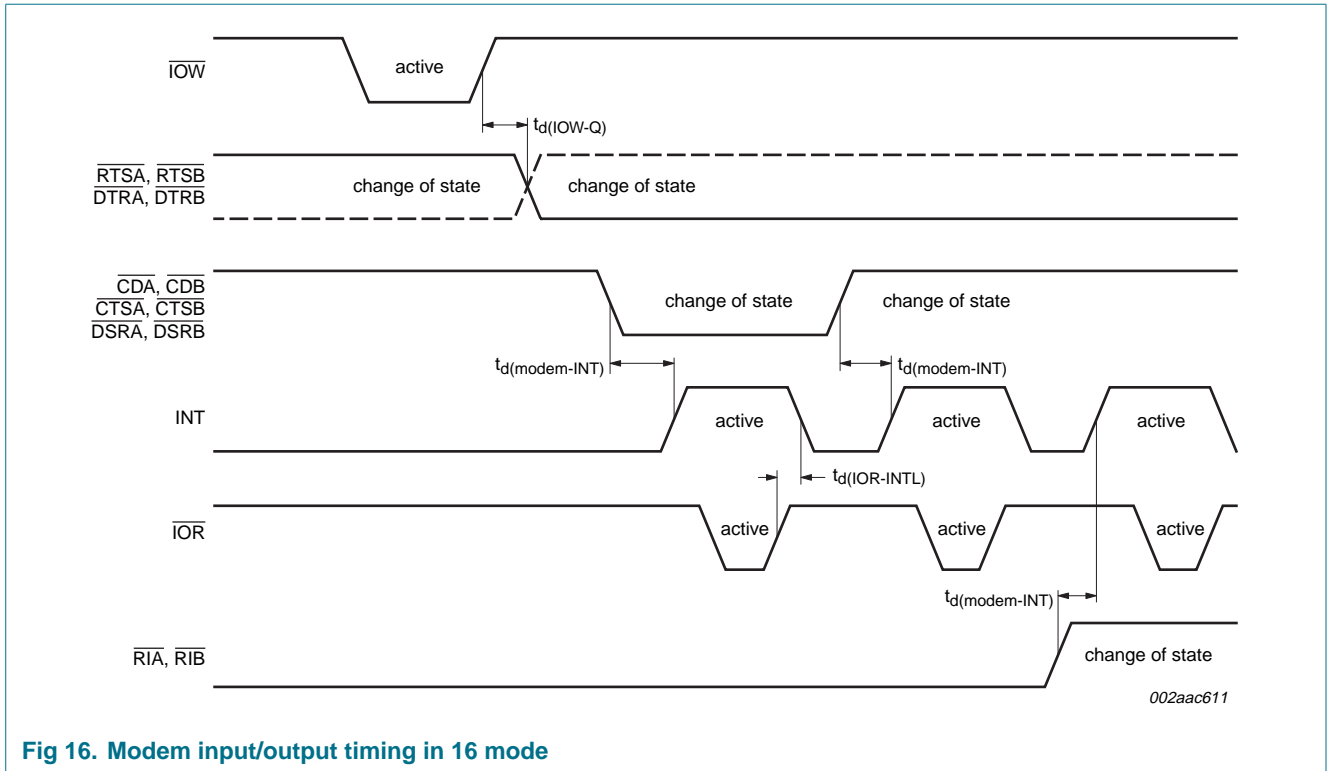 IOW
active
td(IOW-Q)
RTSA, RTSB
DTRA, DTRB
change of state
change of state
CDA, CDB
CTSA, CTSB
DSRA, DSRB
change of state
change of state
td(modem-INT)
td(modem-INT)
INT
active
active
active
td(IOR-INTL)
IOR
active
active
active
td(modem-INT)
RIA, RIB
change of state
002aac611
Fig 16. Modem input/output timing in 16 mode